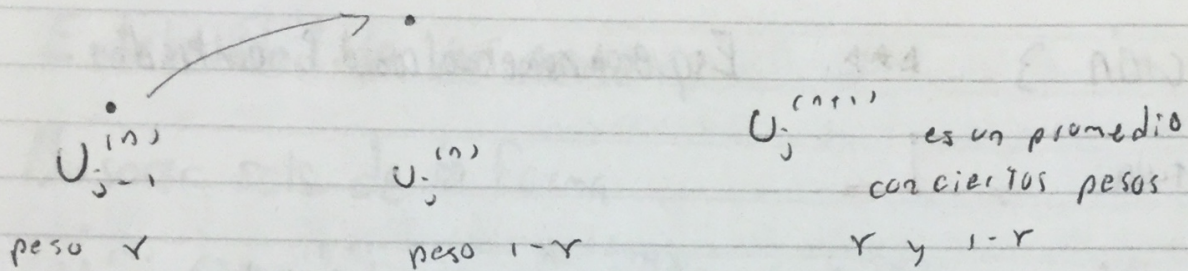 U_{j-1}^{(n)} U_j^{(n)} U_j^{(n+1)} es un promedio
con ciertos pesos
peso r peso 1-r r y 1-r